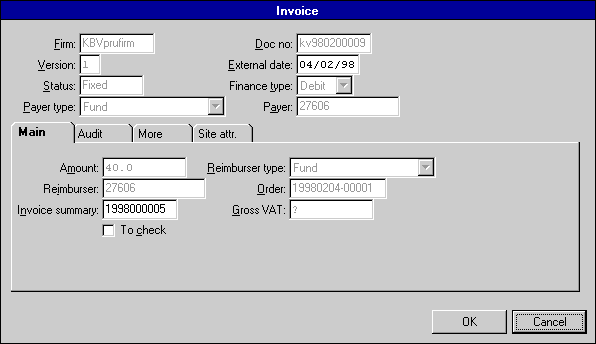 Invoice
Firm: KBVprufirm Doc no: kv980200009
Version: 1 External date: 04/02/98
Status: Fixed Finance type: Debit
Payer type: Fund Payer: 27606
Main Audit More Site attr.
Amount: 40.0 Reimburser type: Fund
Reimburser: 27606 Order: 19980204-00001
Invoice summary: 1998000005 Gross VAT: ?
To check
OK Cancel